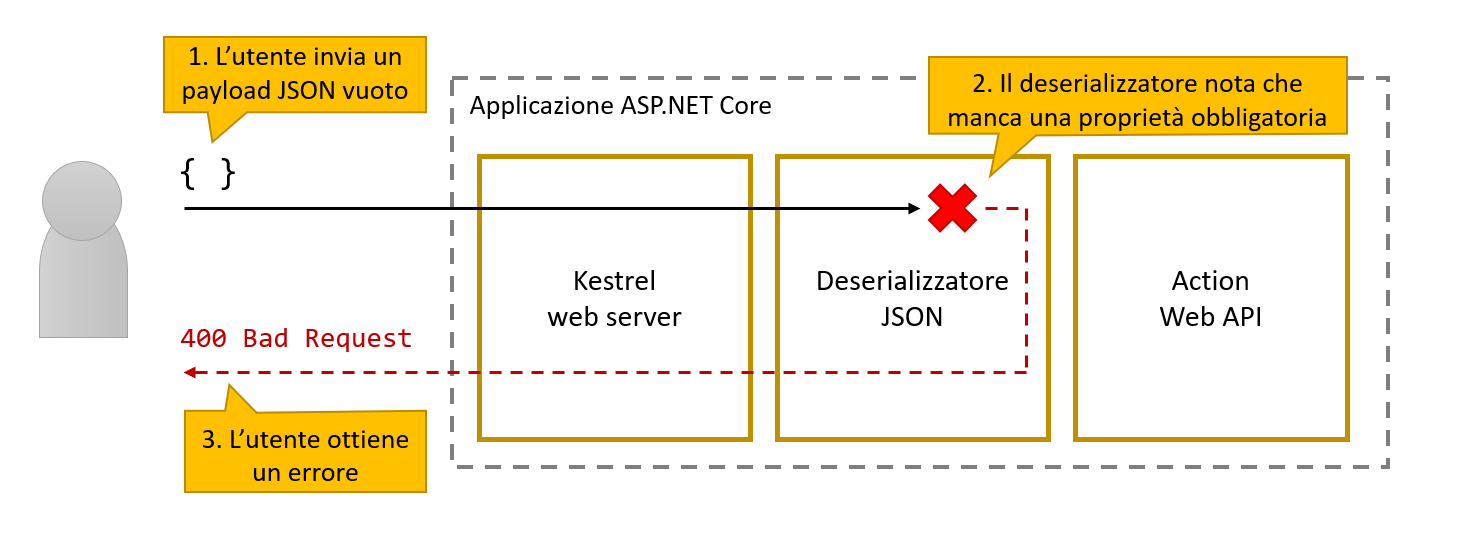 1. L’utente invia un
payload JSON vuoto
{ }
Applicazione ASP.NET Core
2. Il deserializzatore nota che
manca una proprietà obbligatoria
Kestrel
web server
Deserializzatore
JSON
Action
Web API
400 Bad Request
3. L’utente ottiene
un errore